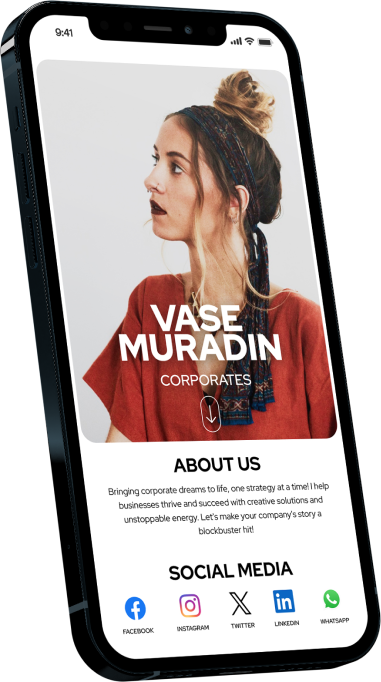 9:41
VASE
MURADIN
CORPORATES
ABOUT US
Bringing corporate dreams to life, one strategy at a time! I help
businesses thrive and succeed with creative solutions and
unstoppable energy. Let's make your company's story a
blockbuster hit!
SOCIAL MEDIA
FACEBOOK INSTAGRAM TWITTER LINKEDIN WHATSAPP